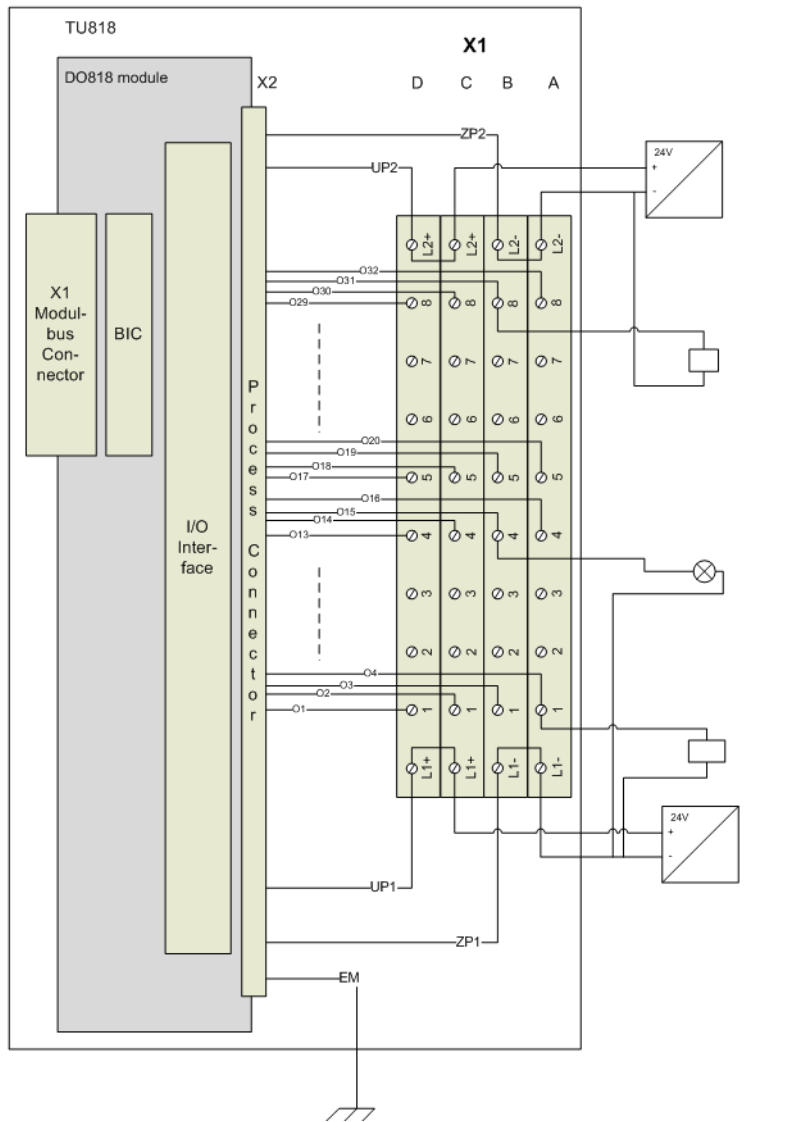 TU818
X1
DO818 module
X2
D C B A
ZP2
UP2
24V
+
-
L2+ L2+ L2- L2-
O32
O31
O30
O29
8 8 8 8
X1
Modul-
bus
Con-
nector
BIC
7 7 7 7
6 6 6 6
Process Connector
O20
O19
O18
O17
5 5 5 5
O16
O15
O14
O13
4 4 4 4
I/O
Inter-
face
3 3 3 3
2 2 2 2
O4
O3
O2
O1
1 1 1 1
L1+ L1+ L1- L1-
24V
+
-
UP1
ZP1
EM